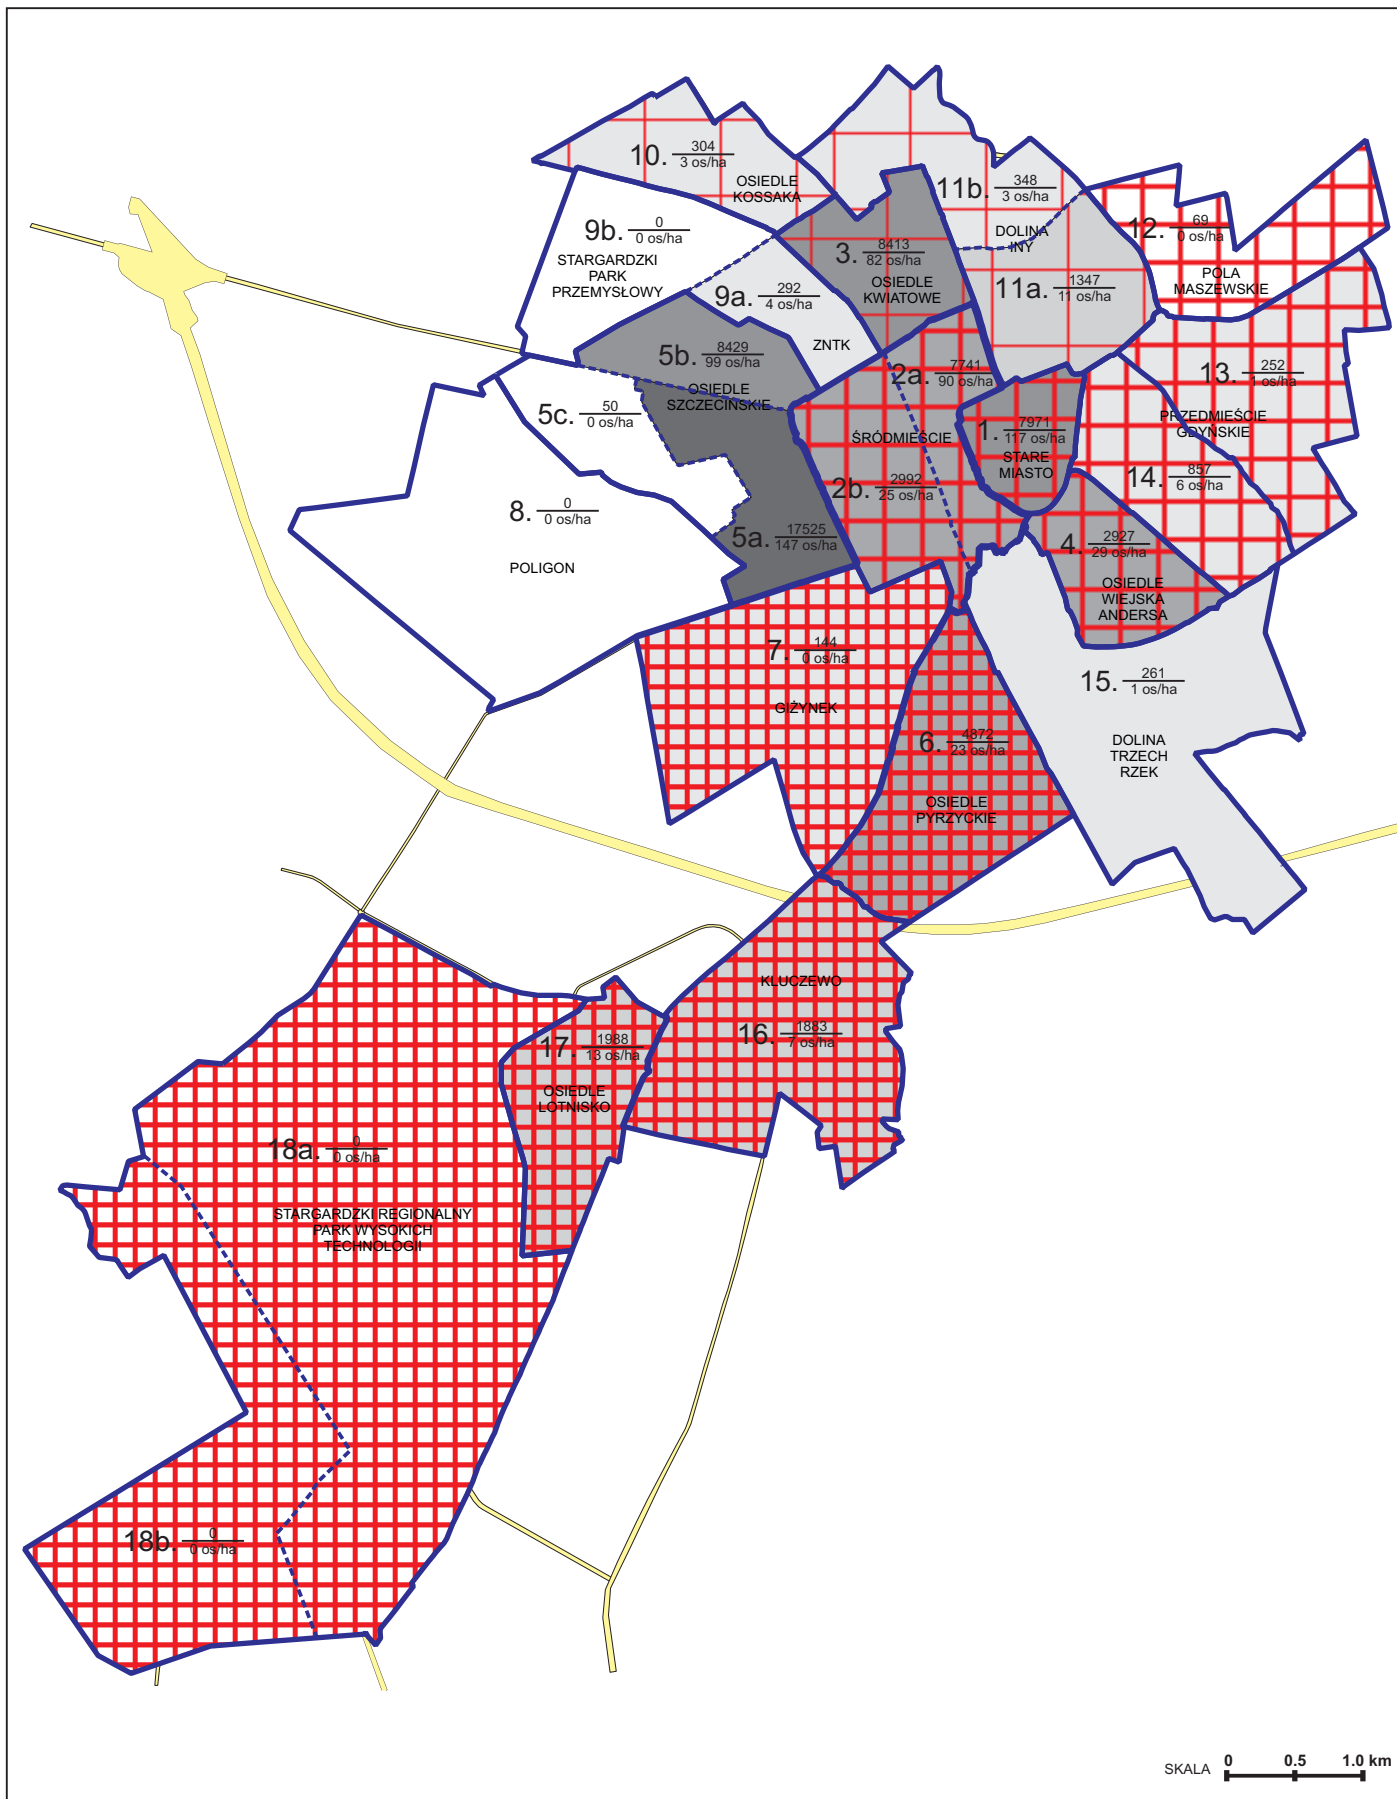 10. 304
3 os/ha
OSIEDLE
KOSSAKA
11b. 348
3 os/ha
DOLINA
INY
12. 69
0 os/ha
POLA
MASZEWSKIE
9b. 0
0 os/ha
STARGARDZKI
PARK
PRZEMYSŁOWY
3. 8413
82 os/ha
OSIEDLE
KWIATOWE
9a. 292
4 os/ha
ZNTK
11a. 1347
11 os/ha
5b. 8429
99 os/ha
OSIEDLE
SZCZECIŃSKIE
2a. 7741
90 os/ha
13. 252
1 os/ha
PRZEDMIEŚCIE
GDYŃSKIE
5c. 50
0 os/ha
ŚRÓDMIEŚCIE
1. 7971
117 os/ha
STARE
MIASTO
14. 857
6 os/ha
2b. 2992
25 os/ha
8. 0
0 os/ha
POLIGON
5a. 17525
147 os/ha
4. 2927
29 os/ha
OSIEDLE
WIEJSKA
ANDERSA
7. 144
0 os/ha
GIŻYNEK
15. 261
1 os/ha
DOLINA
TRZECH
RZEK
6. 4872
23 os/ha
OSIEDLE
PYRZYCKIE
KLUCZEWO
16. 1883
7 os/ha
17. 1988
13 os/ha
OSIEDLE
LOTNISKO
18a. 0
0 os/ha
STARGARDZKI REGIONALNY
PARK WYSOKICH
TECHNOLOGII
18b. 0
0 os/ha
SKALA 0 0.5 1.0 km